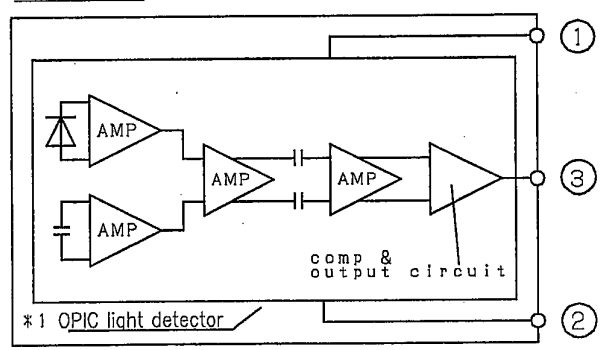 ①
AMP
AMP
AMP
AMP
③
comp &
output circuit
*1 OPIC light detector
②